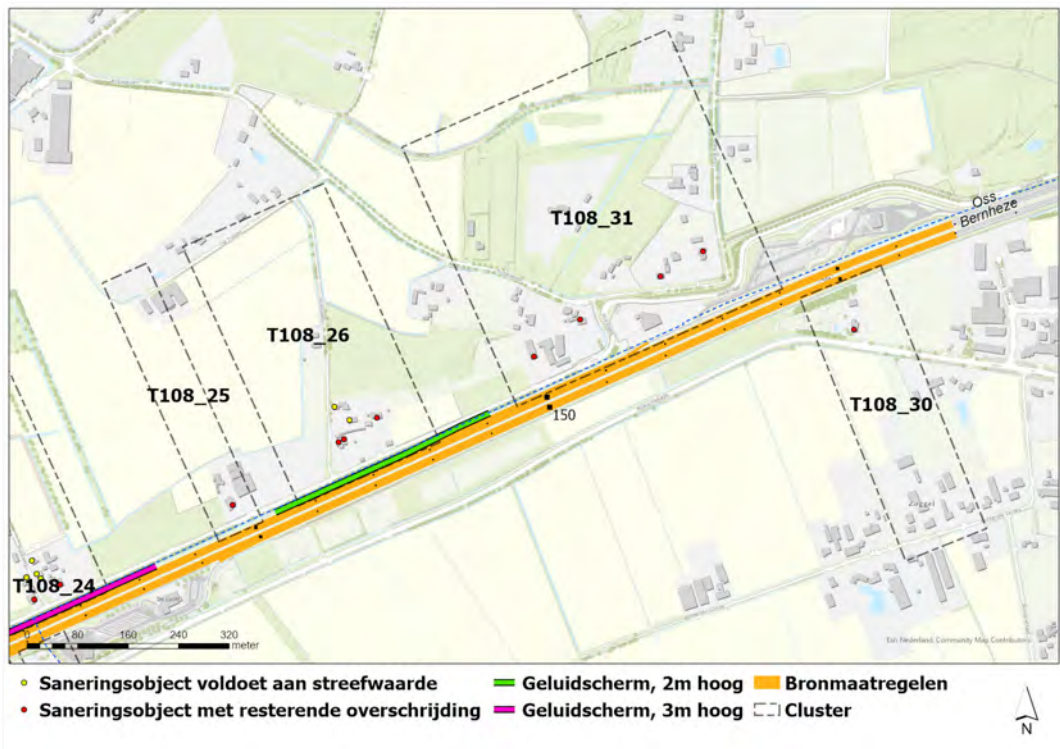 Oss
Bernheze
T108_31
T108_26
T108_25
T108_30
150
Zoggel
T108_24
0 80 160 240 320
meter
Esri Nederland, Community Map Contributors
Saneringsobject voldoet aan streefwaarde
Geluidscherm, 2m hoog
Bronmaatregelen
Saneringsobject met resterende overschrijding
Geluidscherm, 3m hoog
Cluster
N